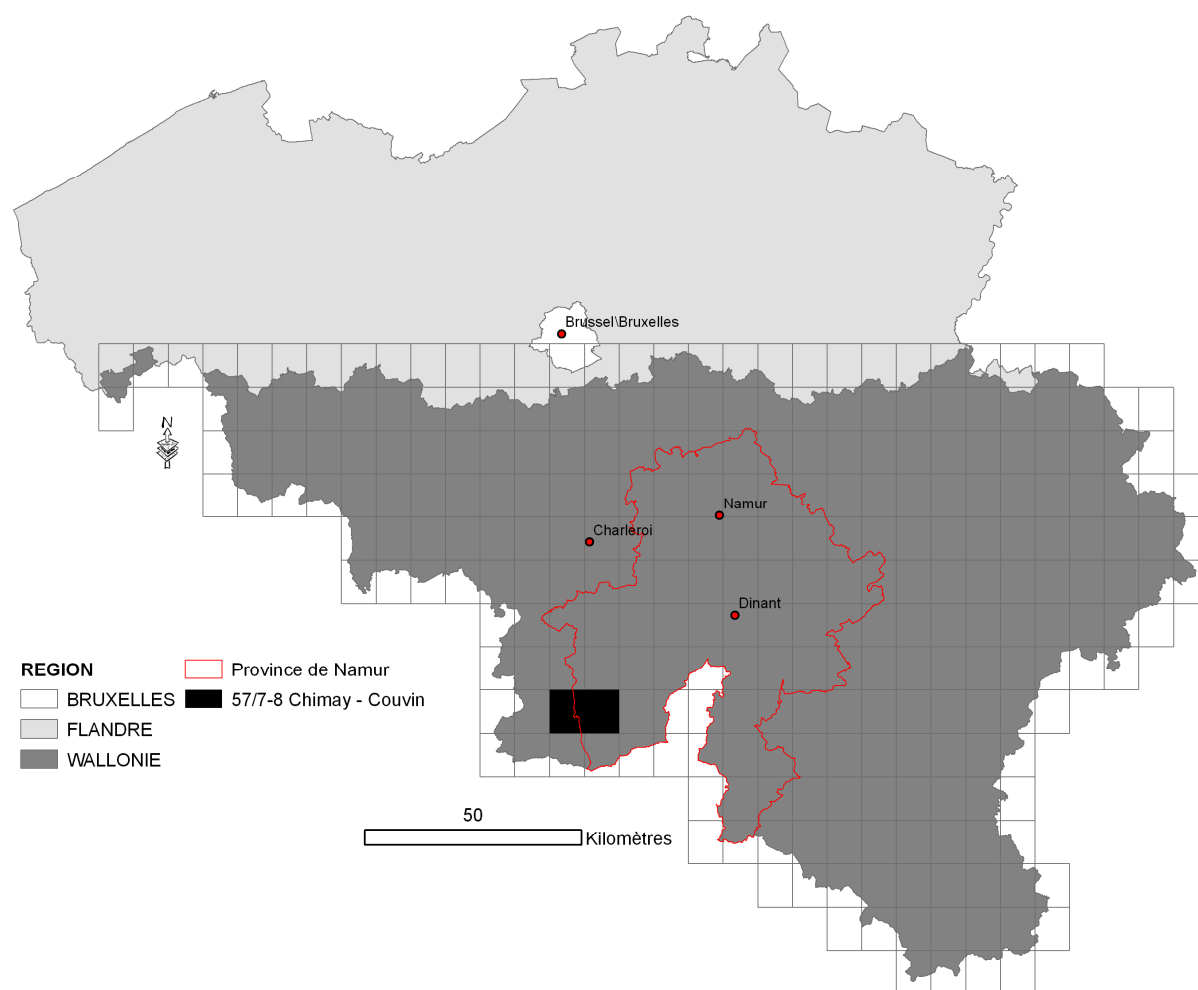 Brussel\Bruxelles
N
Namur
Charleroi
Dinant
REGION
BRUXELLES
FLANDRE
WALLONIE
Province de Namur
57/7-8 Chimay - Couvin
50
Kilomètres